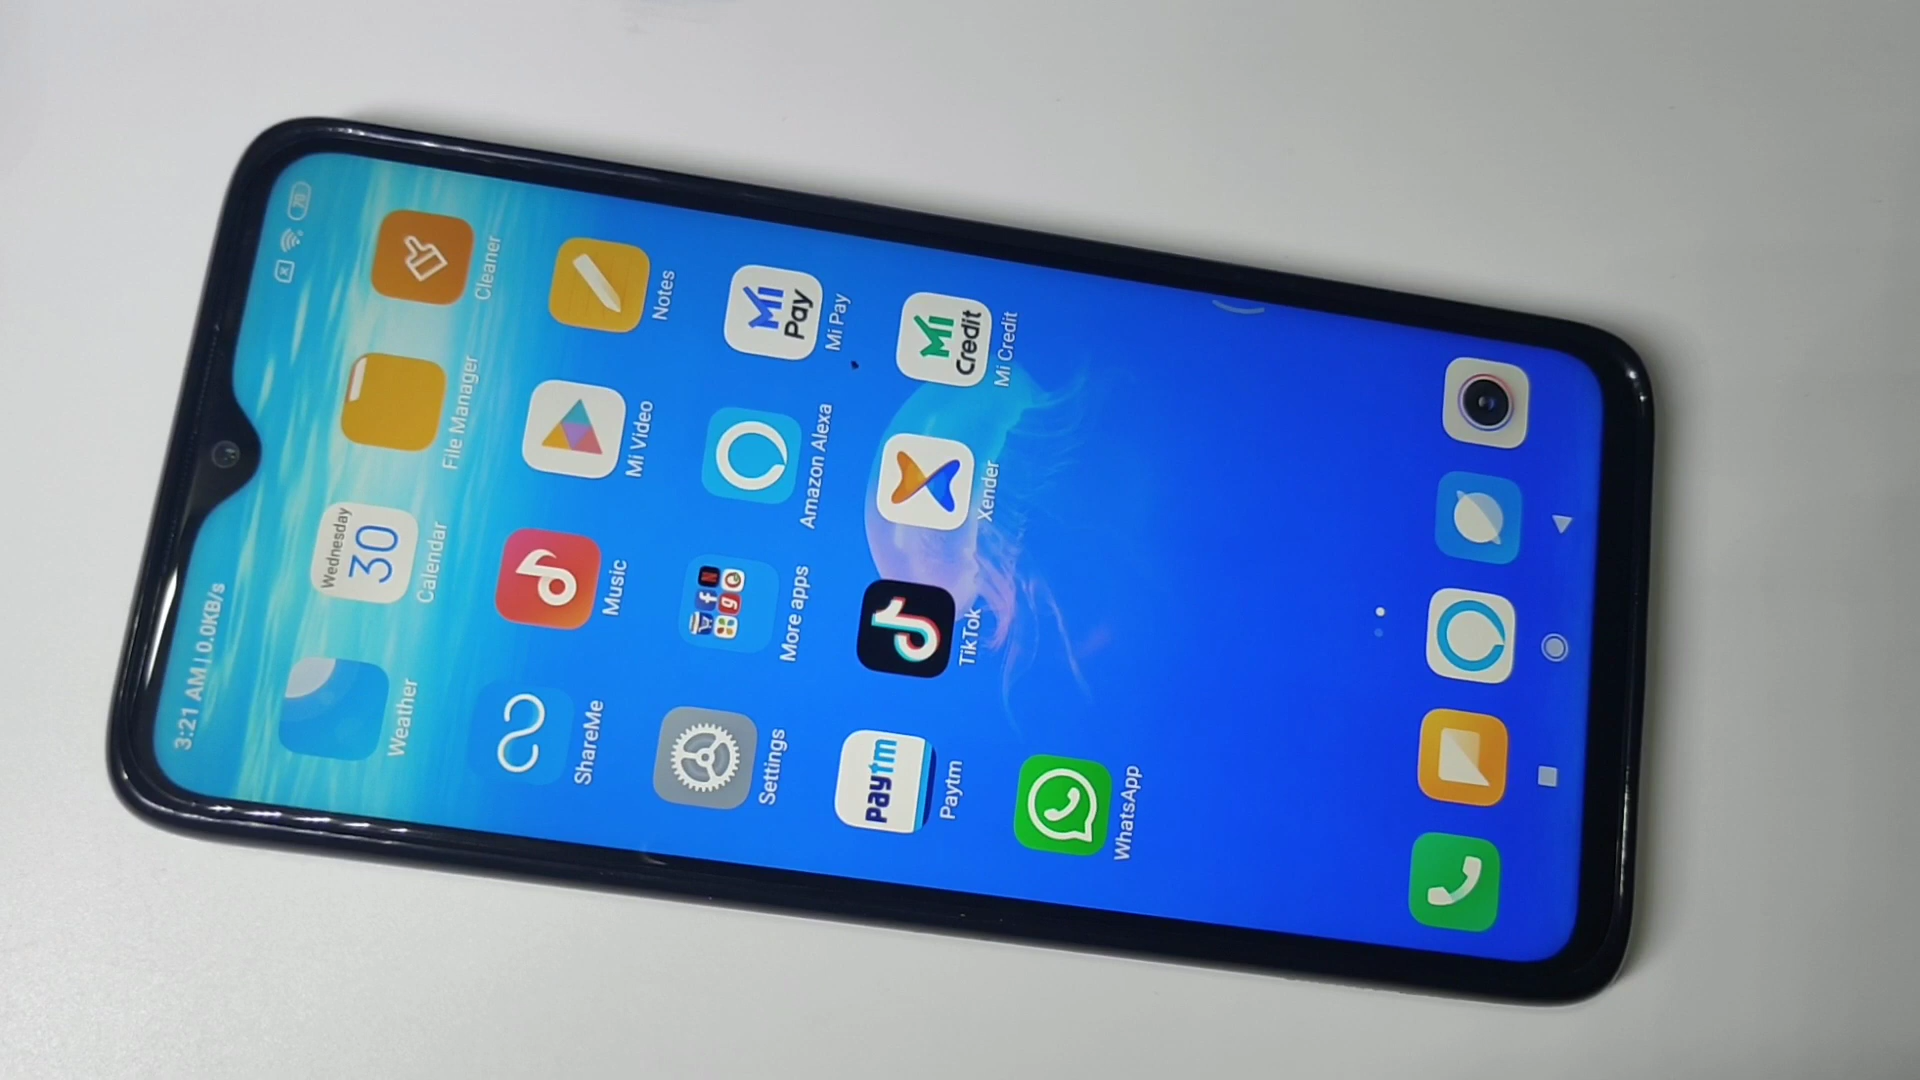 3:21 AM | 0.0KB/s
70
Wednesday
30
Weather
Calendar
File Manager
Cleaner
ShareMe
Music
Mi Video
Notes
Settings
More apps
Amazon Alexa
Mi Pay
Mi Pay
Paytm
Paytm
TikTok
Xender
Mi Credit
Mi Credit
WhatsApp